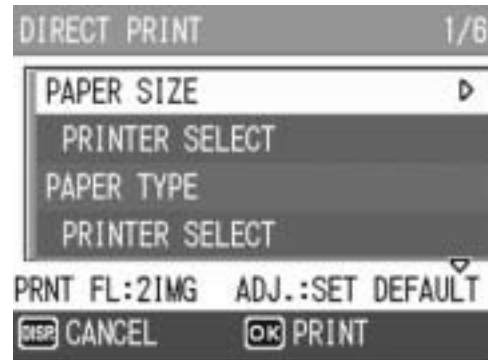 DIRECT PRINT 1/6
PAPER SIZE
PRINTER SELECT
PAPER TYPE
PRINTER SELECT
PRNT FL:2IMG ADJ.:SET DEFAULT
DISP. CANCEL OK PRINT